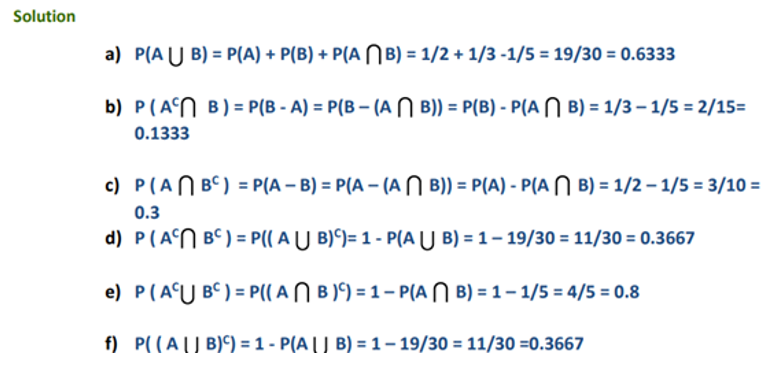 Solution
a) P(A ⋃ B) = P(A) + P(B) + P(A ⋂ B) = 1/2 + 1/3 -1/5 = 19/30 = 0.6333
b) P ( Aᶜ⋂ B ) = P(B - A) = P(B – (A ⋂ B)) = P(B) - P(A ⋂ B) = 1/3 – 1/5 = 2/15=
0.1333
c) P ( A ⋂ Bᶜ ) = P(A – B) = P(A – (A ⋂ B)) = P(A) - P(A ⋂ B) = 1/2 – 1/5 = 3/10 =
0.3
d) P ( Aᶜ⋂ Bᶜ ) = P(( A ⋃ B)ᶜ)= 1 - P(A ⋃ B) = 1 – 19/30 = 11/30 = 0.3667
e) P ( Aᶜ⋃ Bᶜ ) = P(( A ⋂ B )ᶜ) = 1 – P(A ⋂ B) = 1 – 1/5 = 4/5 = 0.8
f) P( ( A ⋃ B)ᶜ) = 1 - P(A ⋃ B) = 1 – 19/30 = 11/30 =0.3667